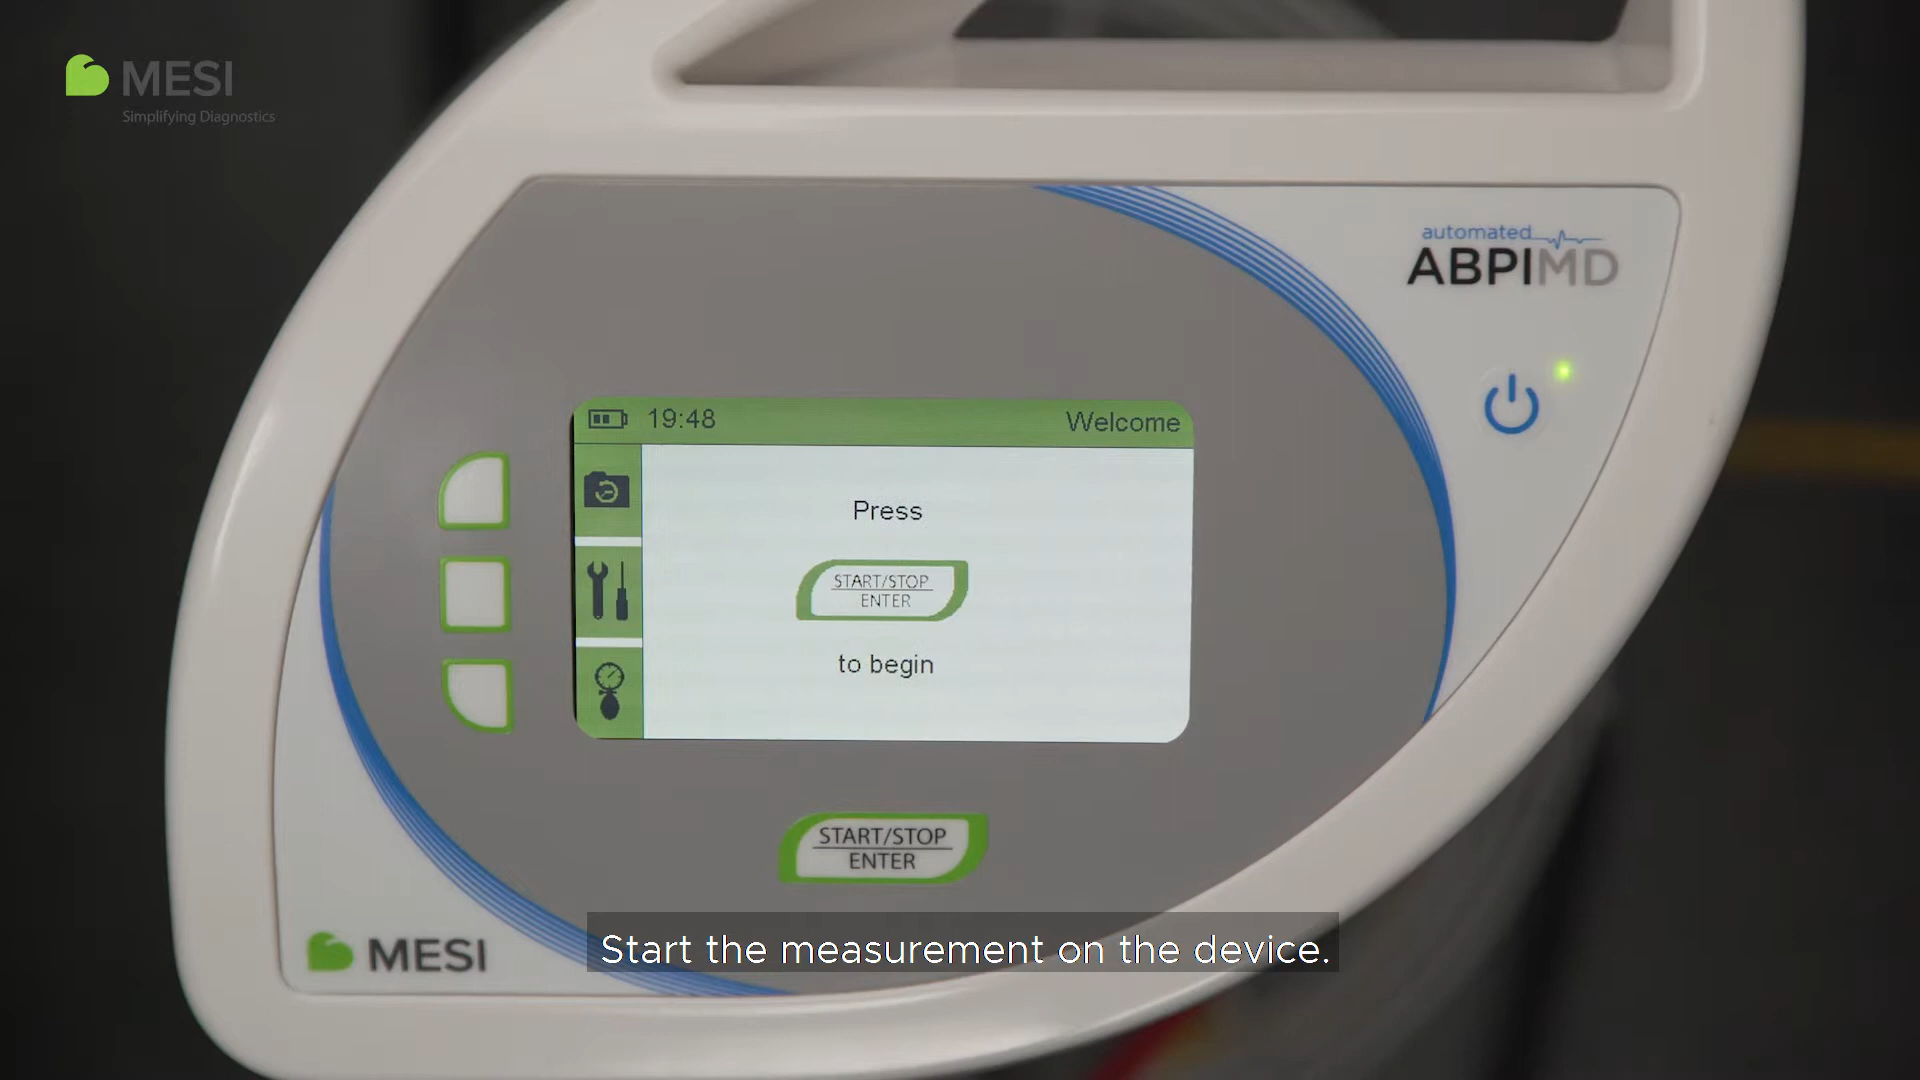 MESI
Simplifying Diagnostics
automated
ABPIMD
19:48
Welcome
Press
START/STOP
ENTER
to begin
START/STOP
ENTER
MESI
Start the measurement on the device.